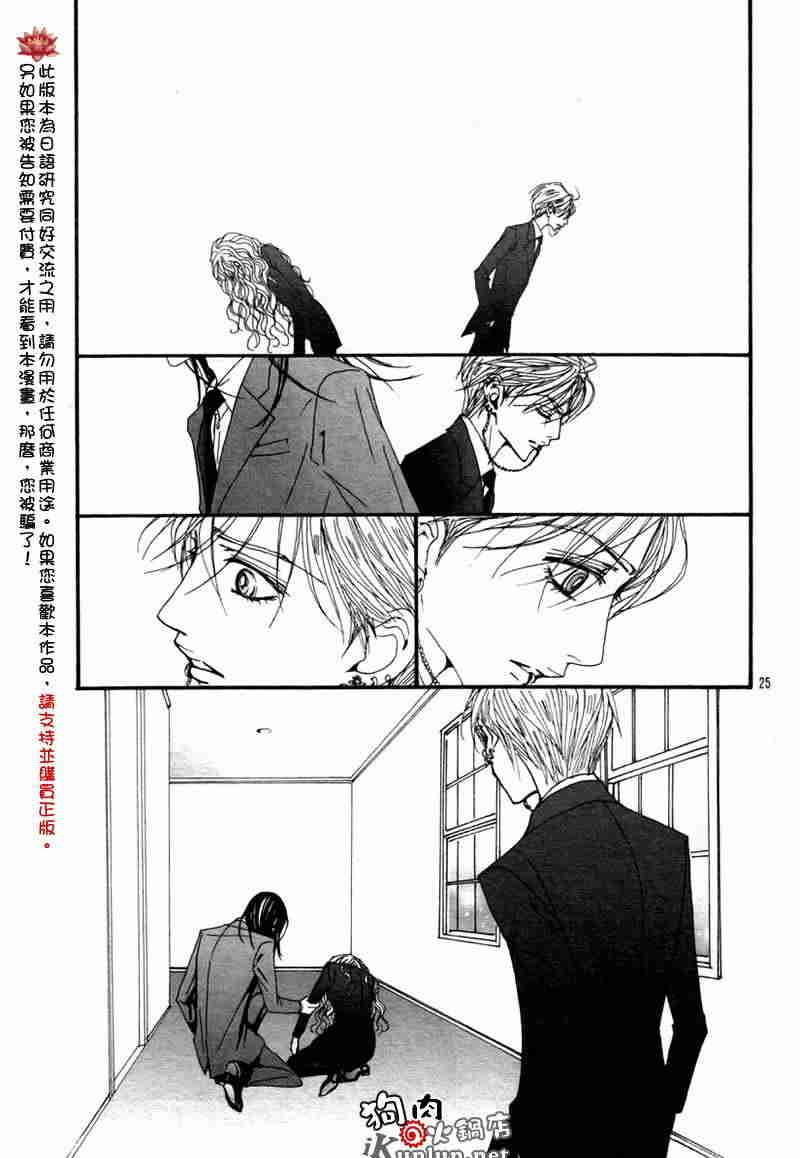 此版本為日語研究同好交流之用，請勿用於任何商業用途。如果您喜歡本作品，請支持並購買正版。
另如果您被告知需要付費，才能看到本漫畫，那麼，您被騙了！
25
狗肉
火鍋店
iKuplup.net